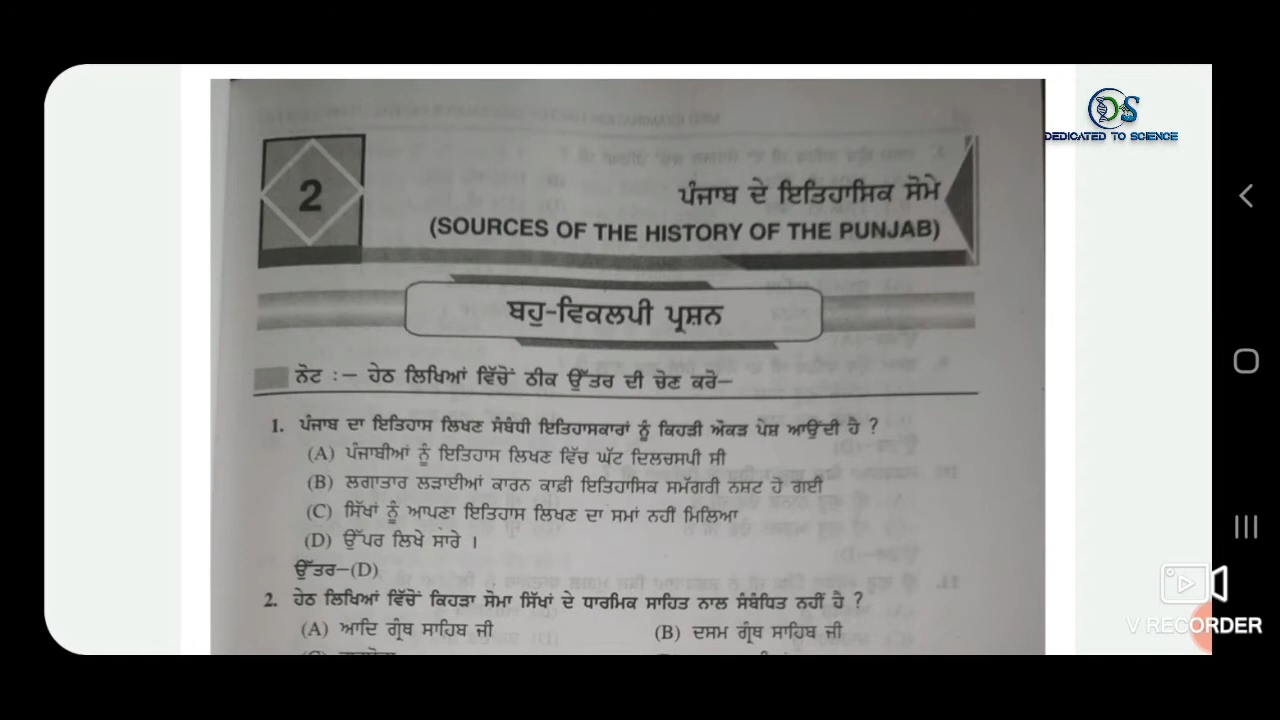 DS
DEDICATED TO SCIENCE
2
ਪੰਜਾਬ ਦੇ ਇਤਿਹਾਸਿਕ ਸੋਮੇ
(SOURCES OF THE HISTORY OF THE PUNJAB)
ਬਹੁ-ਵਿਕਲਪੀ ਪ੍ਰਸ਼ਨ
ਨੋਟ :— ਹੇਠ ਲਿਖਿਆਂ ਵਿੱਚੋਂ ਠੀਕ ਉੱਤਰ ਦੀ ਚੋਣ ਕਰੋ—
1. ਪੰਜਾਬ ਦਾ ਇਤਿਹਾਸ ਲਿਖਣ ਸੰਬੰਧੀ ਇਤਿਹਾਸਕਾਰਾਂ ਨੂੰ ਕਿਹੜੀ ਔਕੜ ਪੇਸ਼ ਆਉਂਦੀ ਹੈ ?
(A) ਪੰਜਾਬੀਆਂ ਨੂੰ ਇਤਿਹਾਸ ਲਿਖਣ ਵਿੱਚ ਘੱਟ ਦਿਲਚਸਪੀ ਸੀ
(B) ਲਗਾਤਾਰ ਲੜਾਈਆਂ ਕਾਰਨ ਕਾਫ਼ੀ ਇਤਿਹਾਸਿਕ ਸਮੱਗਰੀ ਨਸ਼ਟ ਹੋ ਗਈ
(C) ਸਿੱਖਾਂ ਨੂੰ ਆਪਣਾ ਇਤਿਹਾਸ ਲਿਖਣ ਦਾ ਸਮਾਂ ਨਹੀਂ ਮਿਲਿਆ
(D) ਉੱਪਰ ਲਿਖੇ ਸਾਰੇ ।
ਉੱਤਰ—(D)
2. ਹੇਠ ਲਿਖਿਆਂ ਵਿੱਚੋਂ ਕਿਹੜਾ ਸੋਮਾ ਸਿੱਖਾਂ ਦੇ ਧਾਰਮਿਕ ਸਾਹਿਤ ਨਾਲ ਸੰਬੰਧਿਤ ਨਹੀਂ ਹੈ ?
(A) ਆਦਿ ਗ੍ਰੰਥ ਸਾਹਿਬ ਜੀ (B) ਦਸਮ ਗ੍ਰੰਥ ਸਾਹਿਬ ਜੀ
V RECORDER